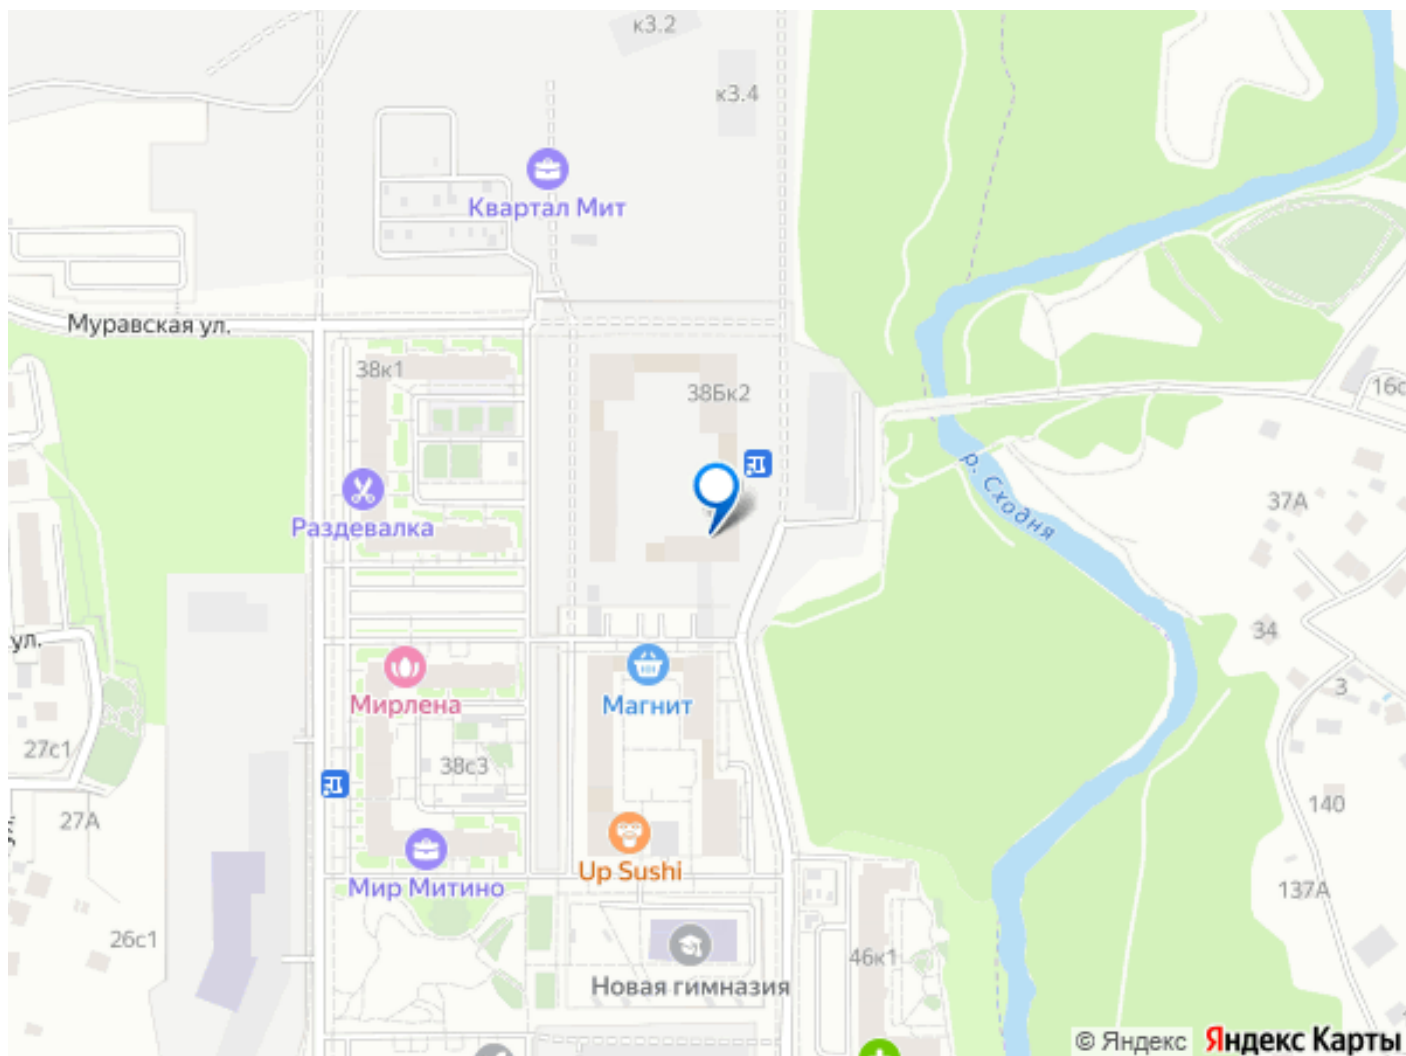 к3.2
к3.4
Квартал Мит
Муравская ул.
38к1
38Бк2
16с
р. Сходня
37А
Раздевалка
34
ул.
Мирлена
Магнит
3
27с1
38с3
140
27А
Up Sushi
Мир Митино
137А
26с1
46к1
Новая гимназия
© Яндекс Яндекс Карты